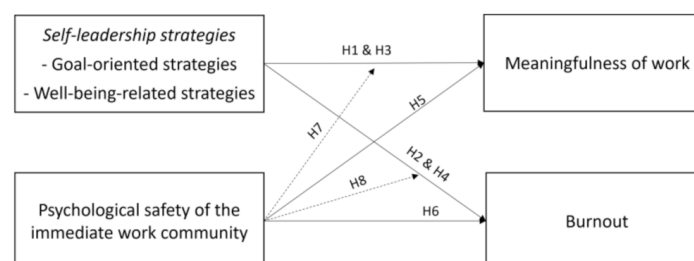 Self-leadership strategies
- Goal-oriented strategies
- Well-being-related strategies
H1 & H3
Meaningfulness of work
H5
H7
H2 & H4
H8
Psychological safety of the
immediate work community
H6
Burnout